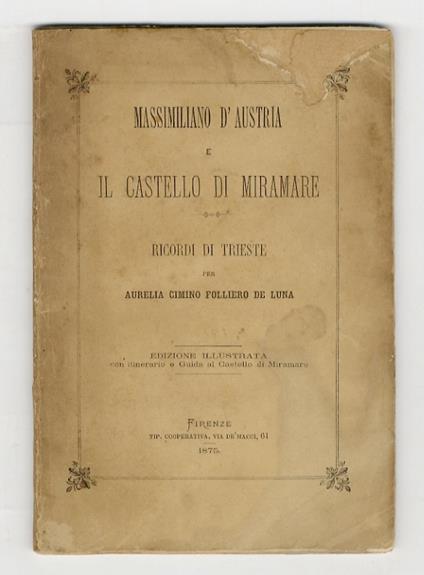 MASSIMILIANO D'AUSTRIA
E
IL CASTELLO DI MIRAMARE
RICORDI DI TRIESTE
PER
AURELIA CIMINO FOLLIERO DE LUNA
EDIZIONE ILLUSTRATA
con itinerario e Guida al Castello di Miramare
FIRENZE
TIP. COOPERATIVA, VIA DE' MACCI, 61
1875.